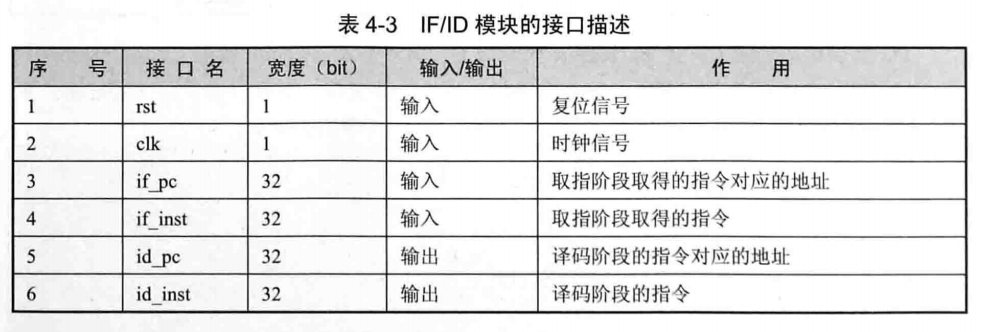 表 4-3 IF/ID 模块的接口描述
序 号 接 口 名 宽度（bit） 输入/输出 作 用
1 rst 1 输入 复位信号
2 clk 1 输入 时钟信号
3 if_pc 32 输入 取指阶段取得的指令对应的地址
4 if_inst 32 输入 取指阶段取得的指令
5 id_pc 32 输出 译码阶段的指令对应的地址
6 id_inst 32 输出 译码阶段的指令